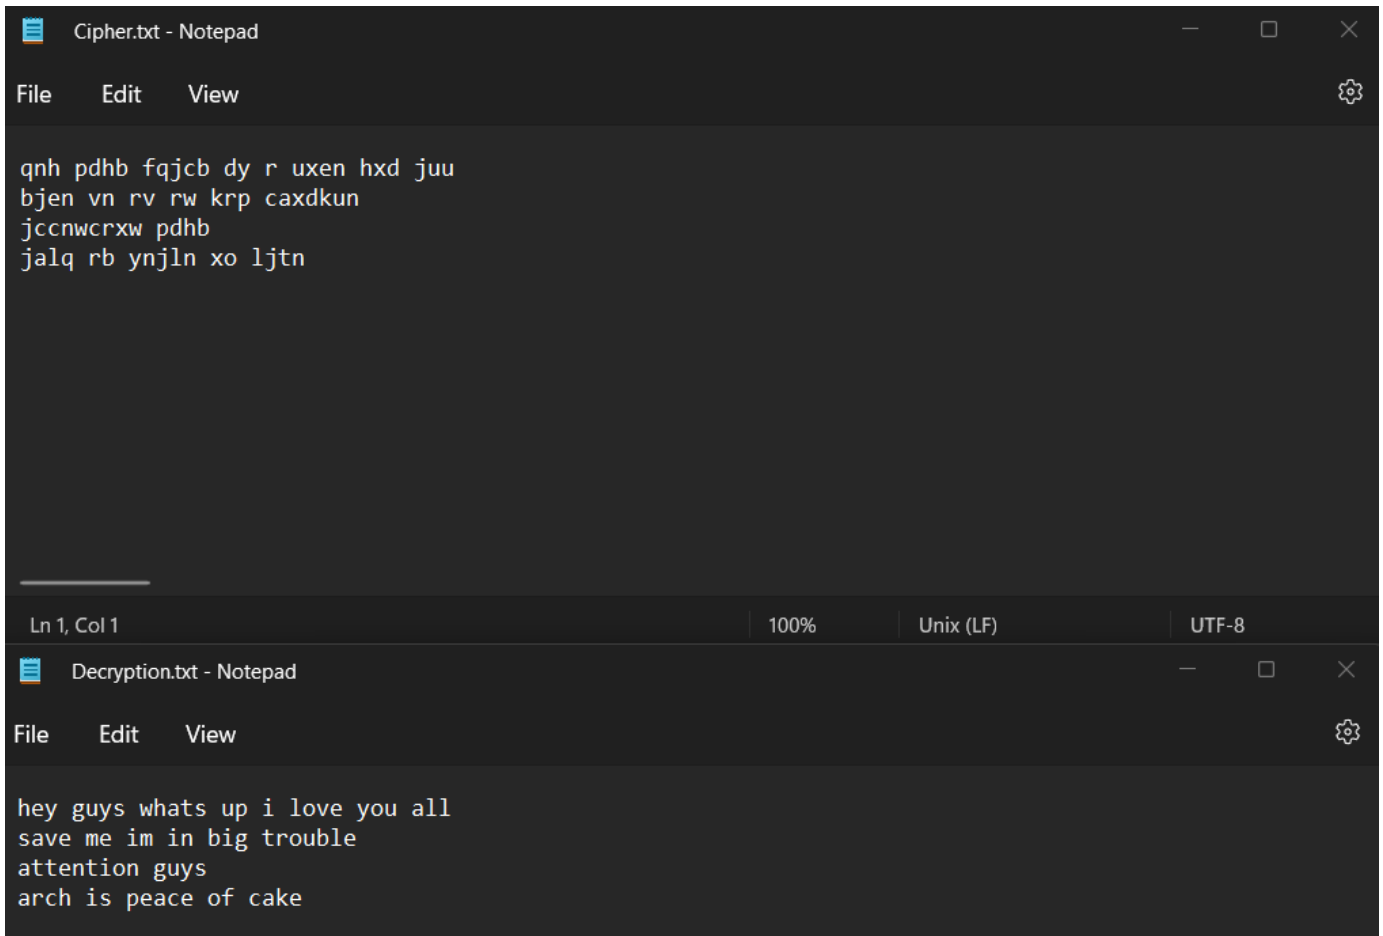 Cipher.txt - Notepad
File Edit View
qnh pdhb fqjcb dy r uxen hxd juu
bjen vn rv rw krp caxdkun
jccnwcrxw pdhb
jalq rb ynjln xo ljtn
Ln 1, Col 1 100% Unix (LF) UTF-8
Decryption.txt - Notepad
File Edit View
hey guys whats up i love you all
save me im in big trouble
attention guys
arch is peace of cake